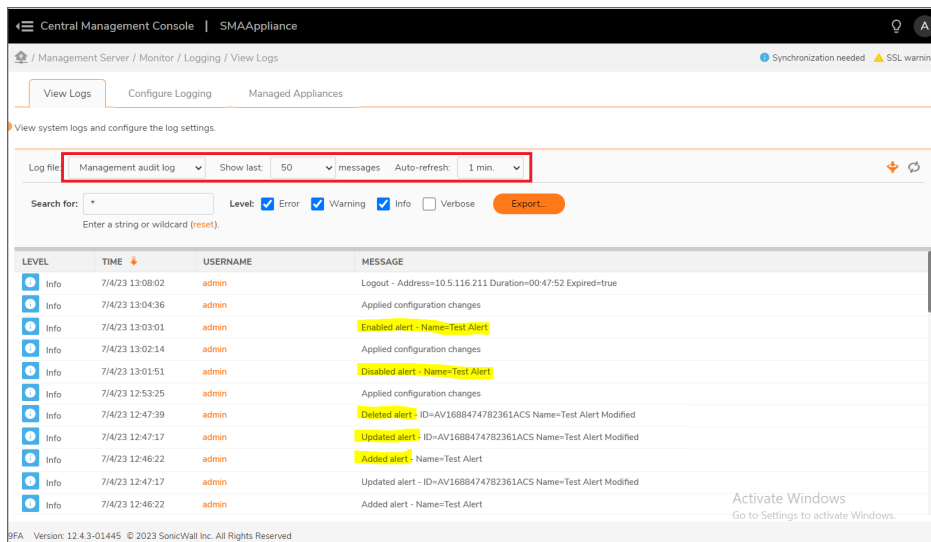 Central Management Console | SMAAppliance A
/ Management Server / Monitor / Logging / View Logs Synchronization needed SSL warnin
View Logs Configure Logging Managed Appliances
View system logs and configure the log settings.
Log file: Management audit log Show last: 50 messages Auto-refresh: 1 min.
Search for: * Level: Error Warning Info Verbose Export...
Enter a string or wildcard (reset).
LEVEL TIME USERNAME MESSAGE
Info 7/4/23 13:08:02 admin Logout - Address=10.5.116.211 Duration=00:47:52 Expired=true
Info 7/4/23 13:04:36 admin Applied configuration changes
Info 7/4/23 13:03:01 admin Enabled alert - Name=Test Alert
Info 7/4/23 13:02:14 admin Applied configuration changes
Info 7/4/23 13:01:51 admin Disabled alert - Name=Test Alert
Info 7/4/23 12:53:25 admin Applied configuration changes
Info 7/4/23 12:47:39 admin Deleted alert - ID=AV1688474782361ACS Name=Test Alert Modified
Info 7/4/23 12:47:17 admin Updated alert - ID=AV1688474782361ACS Name=Test Alert Modified
Info 7/4/23 12:46:22 admin Added alert - Name=Test Alert
Info 7/4/23 12:47:17 admin Updated alert - ID=AV1688474782361ACS Name=Test Alert Modified
Info 7/4/23 12:46:22 admin Added alert - Name=Test Alert
Activate Windows
Go to Settings to activate Windows.
9FA Version: 12.4.3-01445 © 2023 SonicWall Inc. All Rights Reserved